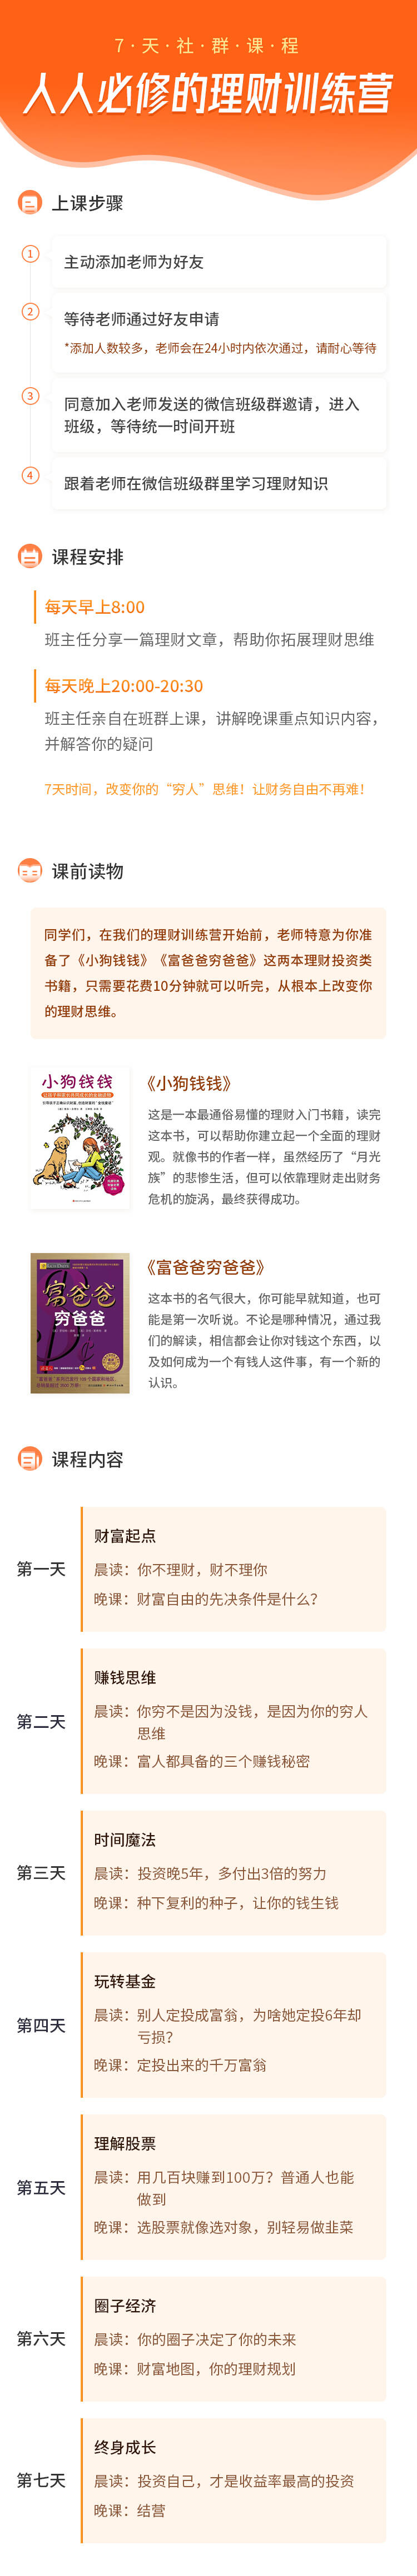 7·天·社·群·课·程
人人必修的理财训练营
上课步骤
1
主动添加老师为好友
2
等待老师通过好友申请
*添加人数较多，老师会在24小时内依次通过，请耐心等待
3
同意加入老师发送的微信班级群邀请，进入
班级，等待统一时间开班
4
跟着老师在微信班级群里学习理财知识
课程安排
每天早上8:00
班主任分享一篇理财文章，帮助你拓展理财思维
每天晚上20:00-20:30
班主任亲自在班群上课，讲解晚课重点知识内容，
并解答你的疑问
7天时间，改变你的“穷人”思维！让财务自由不再难！
课前读物
同学们，在我们的理财训练营开始前，老师特意为你准
备了《小狗钱钱》《富爸爸穷爸爸》这两本理财投资类
书籍，只需要花费10分钟就可以听完，从根本上改变你
的理财思维。
小狗钱钱
《小狗钱钱》
这是一本最通俗易懂的理财入门书籍，读完
这本书，可以帮助你建立起一个全面的理财
观。就像书的作者一样，虽然经历了“月光
族”的悲惨生活，但可以依靠理财走出财务
危机的旋涡，最终获得成功。
富爸爸
穷爸爸
《富爸爸穷爸爸》
这本书的名气很大，你可能早就知道，也可
能是第一次听说。不论是哪种情况，通过我
们的解读，相信都会让你对钱这个东西，以
及如何成为一个有钱人这件事，有一个新的
认识。
课程内容
第一天
财富起点
晨读：你不理财，财不理你
晚课：财富自由的先决条件是什么？
第二天
赚钱思维
晨读：你穷不是因为没钱，是因为你的穷人
思维
晚课：富人都具备的三个赚钱秘密
第三天
时间魔法
晨读：投资晚5年，多付出3倍的努力
晚课：种下复利的种子，让你的钱生钱
第四天
玩转基金
晨读：别人定投成富翁，为啥她定投6年却
亏损？
晚课：定投出来的千万富翁
第五天
理解股票
晨读：用几百块赚到100万？普通人也能
做到
晚课：选股票就像选对象，别轻易做韭菜
第六天
圈子经济
晨读：你的圈子决定了你的未来
晚课：财富地图，你的理财规划
第七天
终身成长
晨读：投资自己，才是收益率最高的投资
晚课：结营